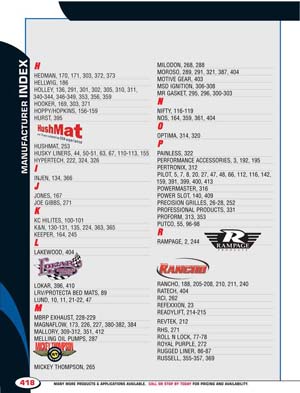 MANUFACTURER INDEX
H
HEDMAN, 170, 171, 303, 372, 373
HELLWIG, 186
HOLLEY, 136, 291, 301, 302, 305, 310, 311,
340-344, 346-349, 353, 356, 359
HOOKER, 169, 303, 371
HOPPY/HOPKINS, 156-159
HURST, 395
HushMat
HUSHMAT, 253
HUSKY LINERS, 44, 50-51, 63, 67, 110-113, 155
HYPERTECH, 222, 324, 326
I
INJEN, 134, 366
J
JONES, 167
JOE GIBBS, 271
K
KC HILITES, 100-101
K&N, 130-131, 135, 224, 363, 365
KEEPER, 164, 245
L
LAKEWOOD, 404
LOKAR, 396, 410
LRV/PROTECTA BED MATS, 89
LUND, 10, 11, 21-22, 47
M
MBRP EXHAUST, 228-229
MAGNAFLOW, 173, 226, 227, 380-382, 384
MALLORY, 309-312, 351, 412
MELLING OIL PUMPS, 287
MICKEY THOMPSON
MICKEY THOMPSON, 265
MILODON, 268, 288
MOROSO, 289, 291, 321, 387, 404
MOTIVE GEAR, 403
MSD IGNITION, 306-308
MR GASKET, 295, 296, 300-303
N
NIFTY, 116-119
NOS, 164, 359, 361, 404
O
OPTIMA, 314, 320
P
PAINLESS, 322
PERFORMANCE ACCESSORIES, 3, 192, 195
PERTRONIX, 312
PILOT, 5, 7, 8, 20, 27, 47, 48, 66, 112, 116, 142,
159, 391, 399, 400, 413
POWERMASTER, 316
POWER SLOT, 140, 409
PRECISION GRILLES, 26-28, 252
PROFESSIONAL PRODUCTS, 331
PROFORM, 313, 353
PUTCO, 55, 96-98
R
RAMPAGE, 2, 244
RAMPAGE
PRODUCTS
RANCHO
RANCHO, 188, 205-208, 210, 211, 240
RATECH, 404
RCI, 262
REFEXXION, 23
READYLIFT, 214-215
REVTEK, 212
RHS, 271
ROLL N LOCK, 77-78
ROYAL PURPLE, 272
RUGGED LINER, 86-87
RUSSELL, 355-357, 369
418
MANY MORE PRODUCTS & APPLICATIONS AVAILABLE. CALL OR STOP BY TODAY FOR PRICING AND AVAILABILITY.